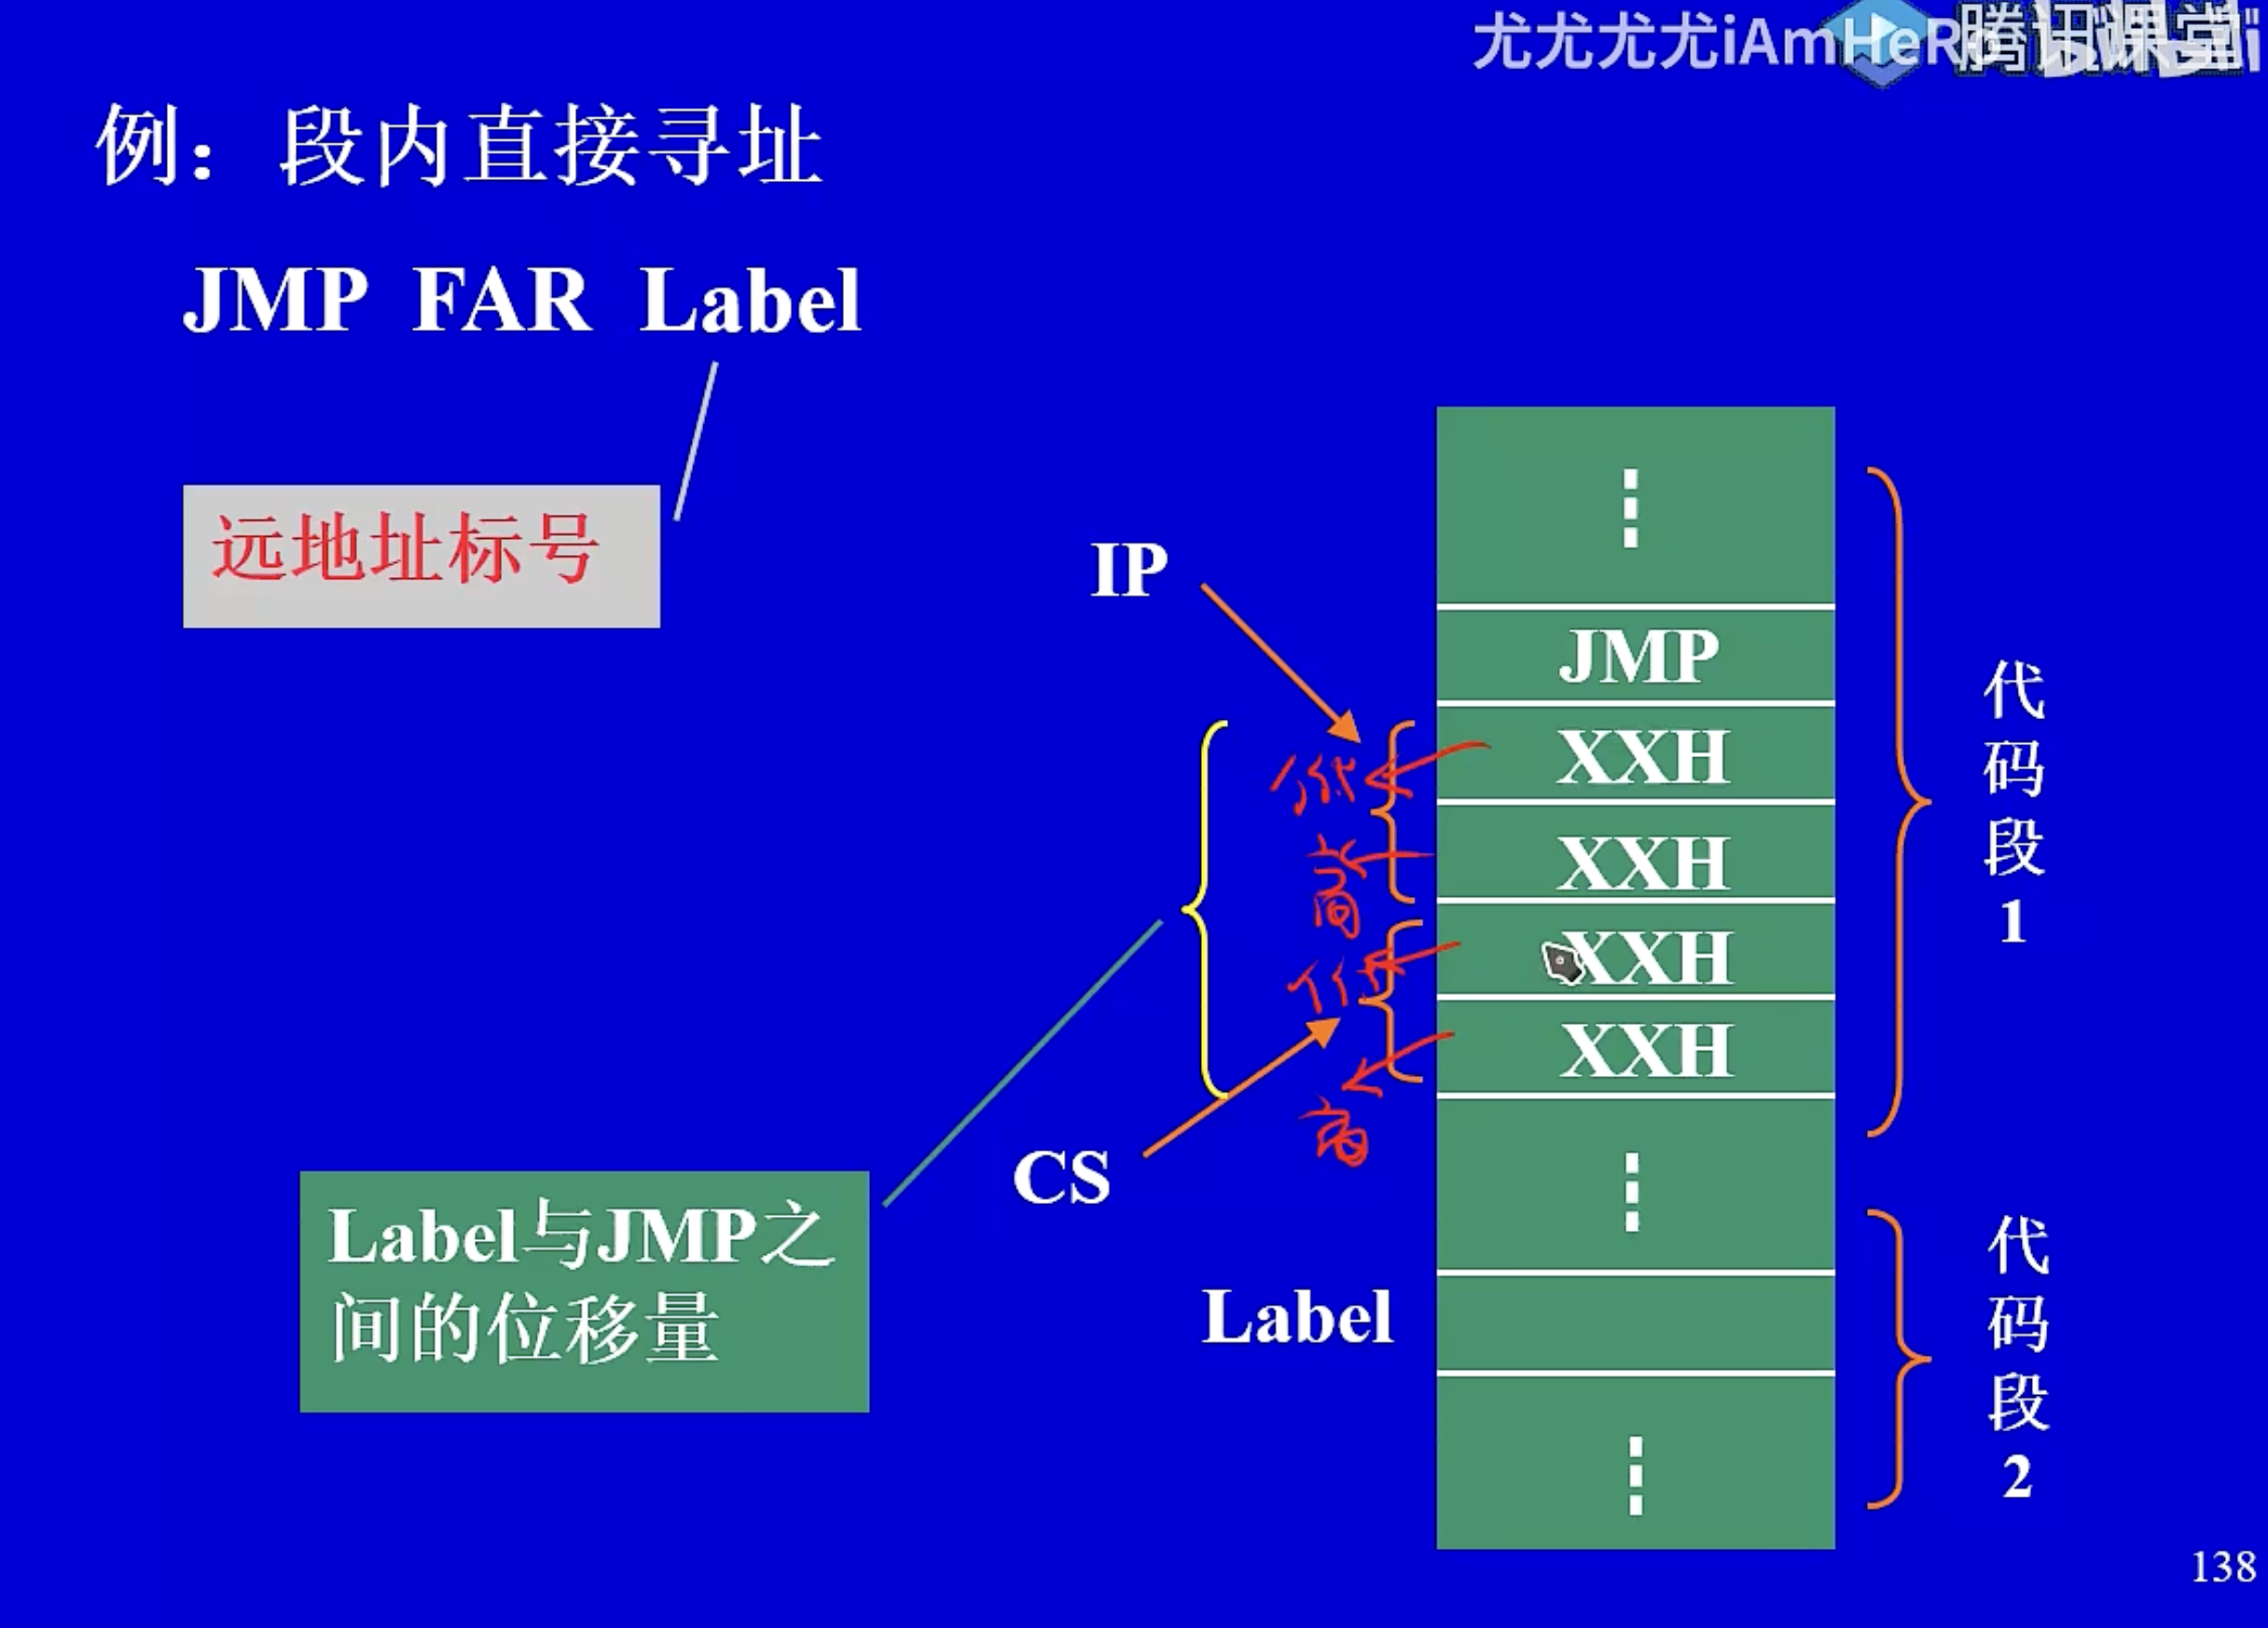 尤尤尤尤iAmHeR
腾讯课堂
例：段内直接寻址
JMP FAR Label
远地址标号
IP
JMP
XXH
XXH
XXH
XXH
低
高
低
高
CS
代码段1
Label与JMP之
间的位移量
Label
代码段2
138